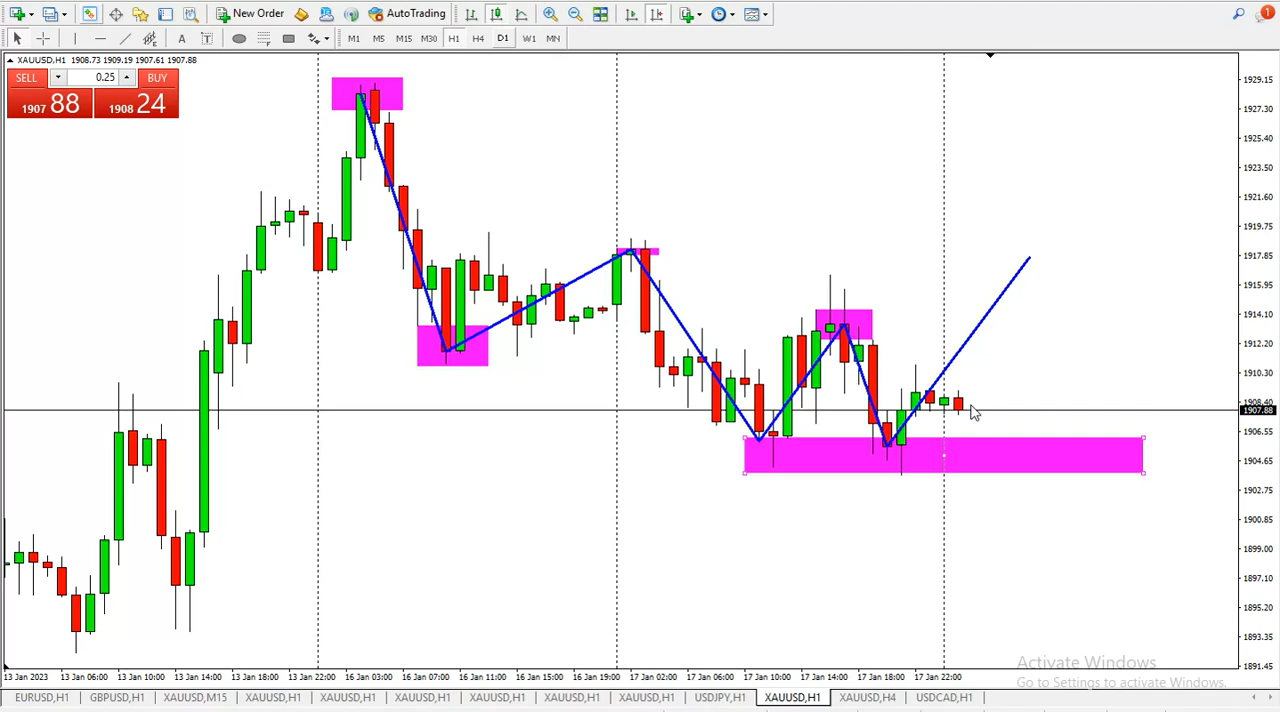 New Order
AutoTrading
1
A T
M1 M5 M15 M30 H1 H4 D1 W1 MN
XAUUSD,H1 1908.73 1909.19 1907.61 1907.88
SELL 0.25 BUY
1907 88 1908 24
1929.15
1927.30
1925.40
1923.50
1921.60
1919.75
1917.85
1915.95
1914.10
1912.20
1910.30
1908.40
1907.88
1906.55
1904.65
1902.75
1900.85
1899.00
1897.10
1895.20
1893.35
1891.45
Activate Windows
Go to Settings to activate Windows.
13 Jan 2023 13 Jan 06:00 13 Jan 10:00 13 Jan 14:00 13 Jan 18:00 13 Jan 22:00 16 Jan 03:00 16 Jan 07:00 16 Jan 11:00 16 Jan 15:00 16 Jan 19:00 17 Jan 02:00 17 Jan 06:00 17 Jan 10:00 17 Jan 14:00 17 Jan 18:00 17 Jan 22:00
EURUSD,H1 GBPUSD,H1 XAUUSD,M15 XAUUSD,H1 XAUUSD,H1 XAUUSD,H1 XAUUSD,H1 XAUUSD,H1 XAUUSD,H1 USDJPY,H1 XAUUSD,H1 XAUUSD,H4 USDCAD,H1